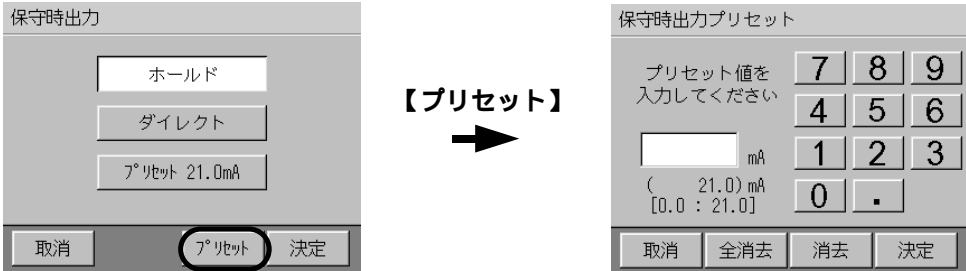 保守時出力
ホールド
ダイレクト
プリセット 21.0mA
取消
プリセット
決定
【プリセット】
保守時出力プリセット
プリセット値を
入力してください
mA
( 21.0) mA
[0.0 : 21.0]
7 8 9
4 5 6
1 2 3
0 .
取消
全消去
消去
決定